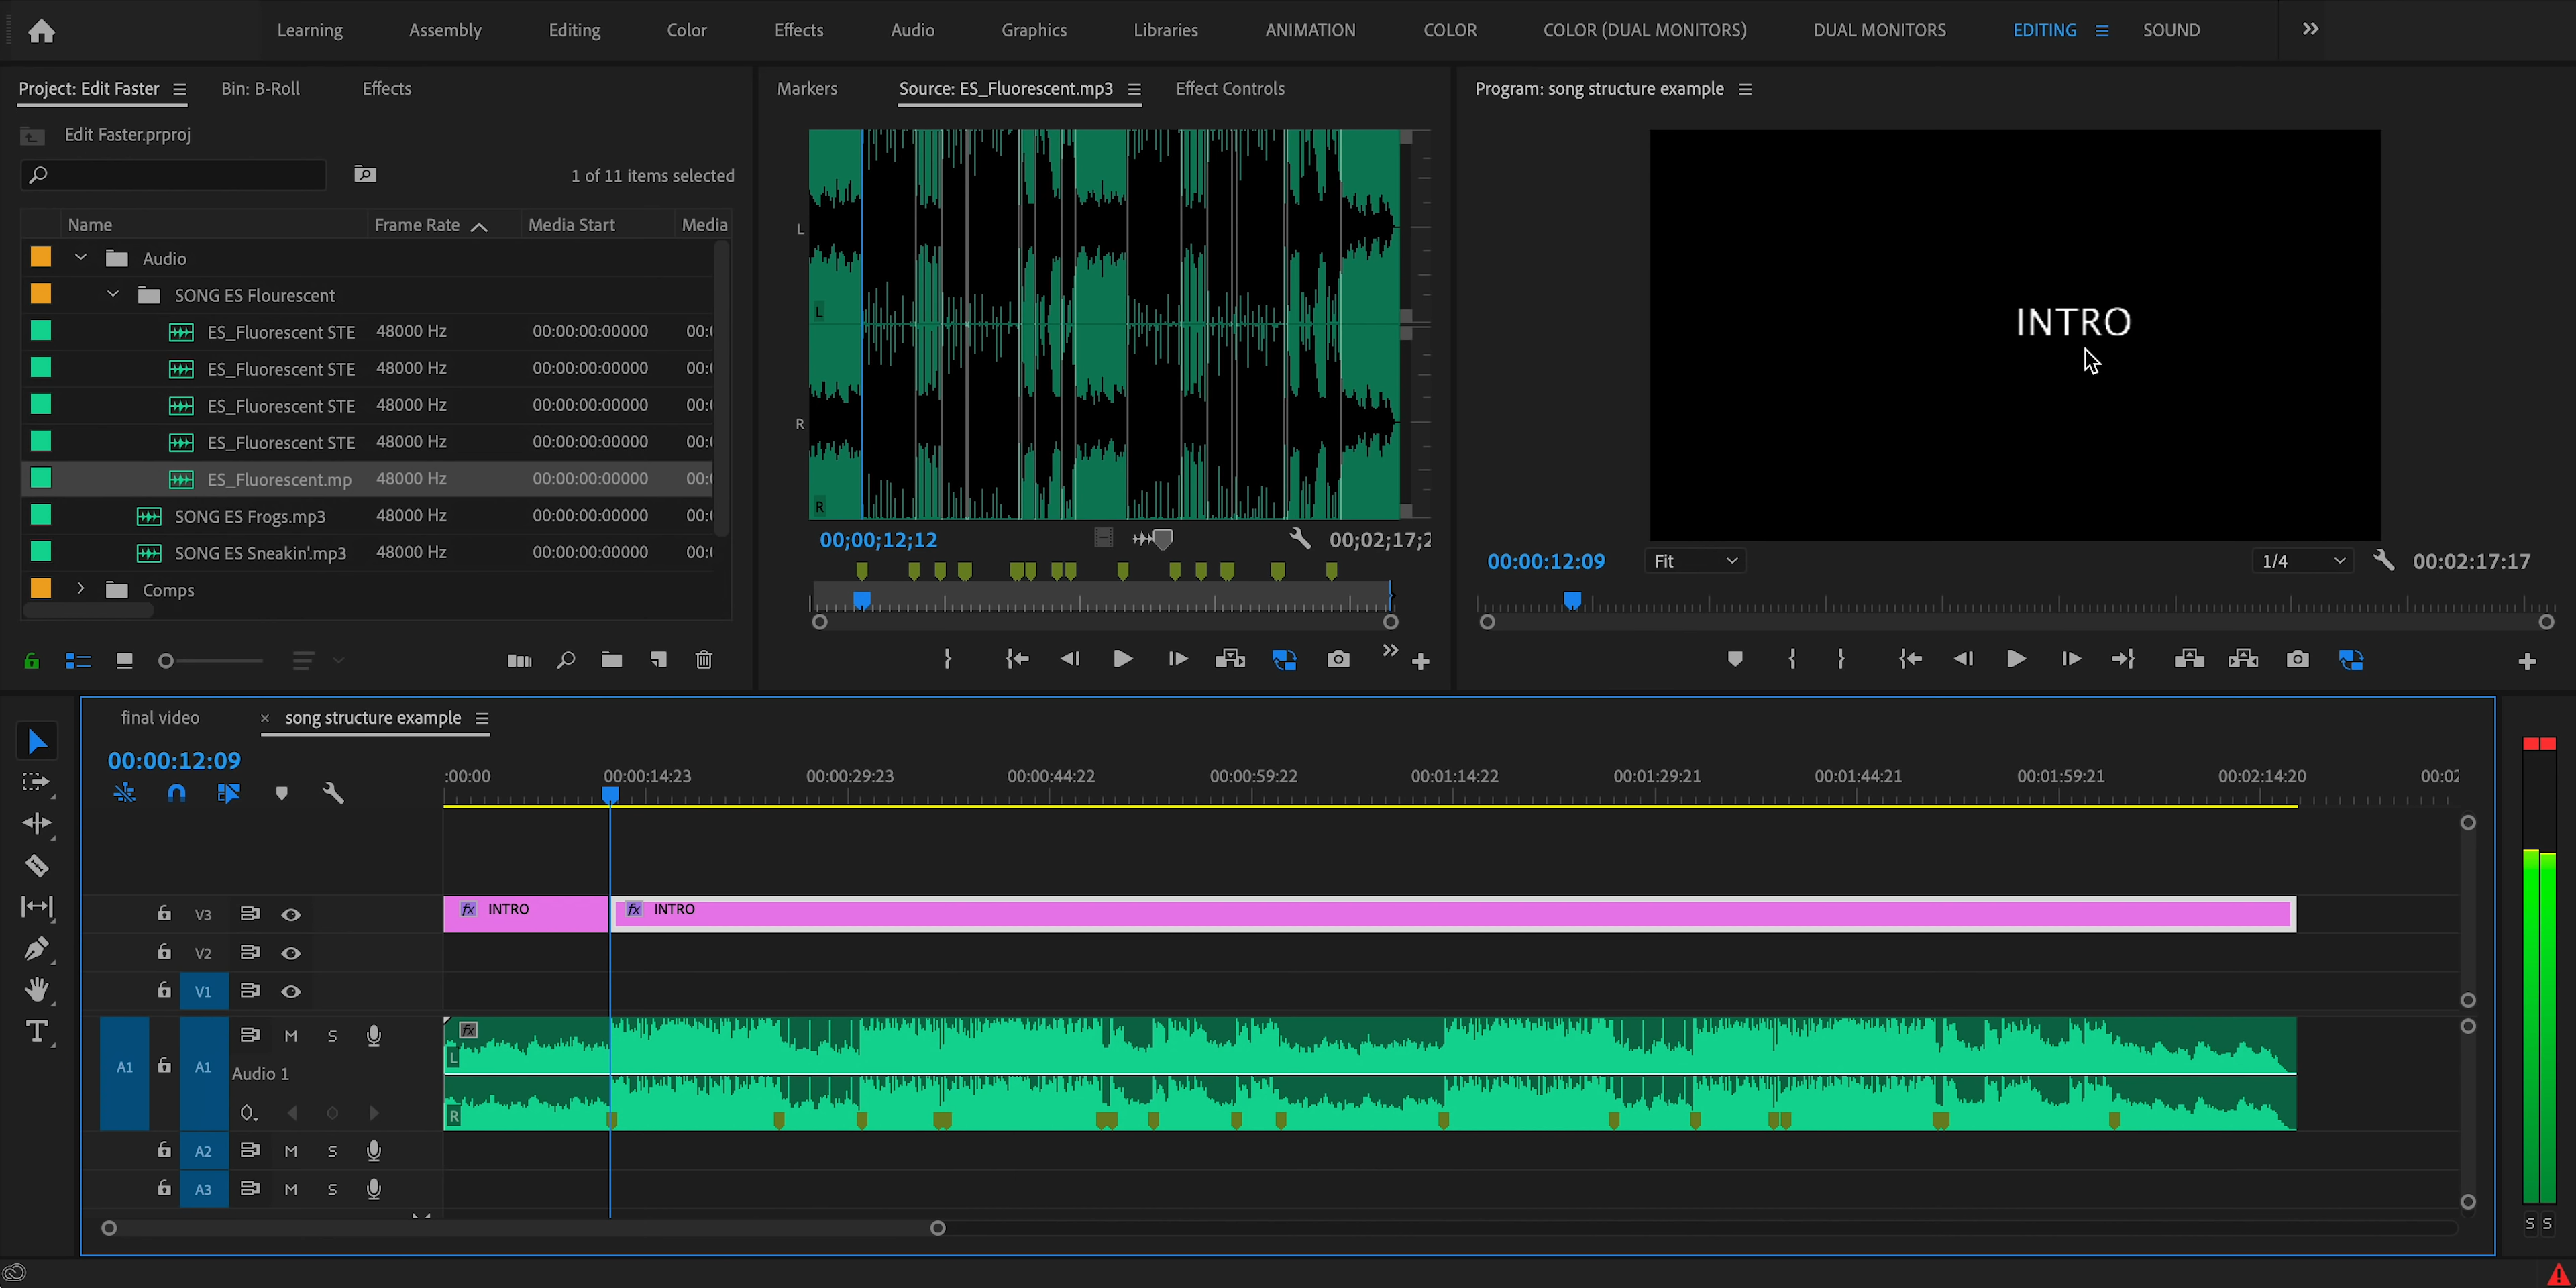 Learning Assembly Editing Color Effects Audio Graphics Libraries ANIMATION COLOR COLOR (DUAL MONITORS) DUAL MONITORS EDITING SOUND
Project: Edit Faster Bin: B-Roll Effects
Edit Faster.prproj
1 of 11 items selected
Name Frame Rate Media Start Media
Audio
SONG ES Flourescent
ES_Fluorescent STE 48000 Hz 00:00:00:00000 00:(
ES_Fluorescent STE 48000 Hz 00:00:00:00000 00:(
ES_Fluorescent STE 48000 Hz 00:00:00:00000 00:(
ES_Fluorescent STE 48000 Hz 00:00:00:00000 00:(
ES_Fluorescent.mp 48000 Hz 00:00:00:00000 00:(
SONG ES Frogs.mp3 48000 Hz 00:00:00:00000 00:(
SONG ES Sneakin'.mp3 48000 Hz 00:00:00:00000 00:(
Comps
Markers Source: ES_Fluorescent.mp3 Effect Controls
L
L
R
R
00;00;12;12 00;02;17;2
Program: song structure example
INTRO
00:00:12:09 Fit 1/4 00:02:17:17
final video × song structure example
00:00:12:09
:00:00 00:00:14:23 00:00:29:23 00:00:44:22 00:00:59:22 00:01:14:22 00:01:29:21 00:01:44:21 00:01:59:21 00:02:14:20 00:02
V3 fx INTRO fx INTRO
V2
V1
A1 A1 M S fx L
Audio 1
R
A2 M S
A3 M S
S S